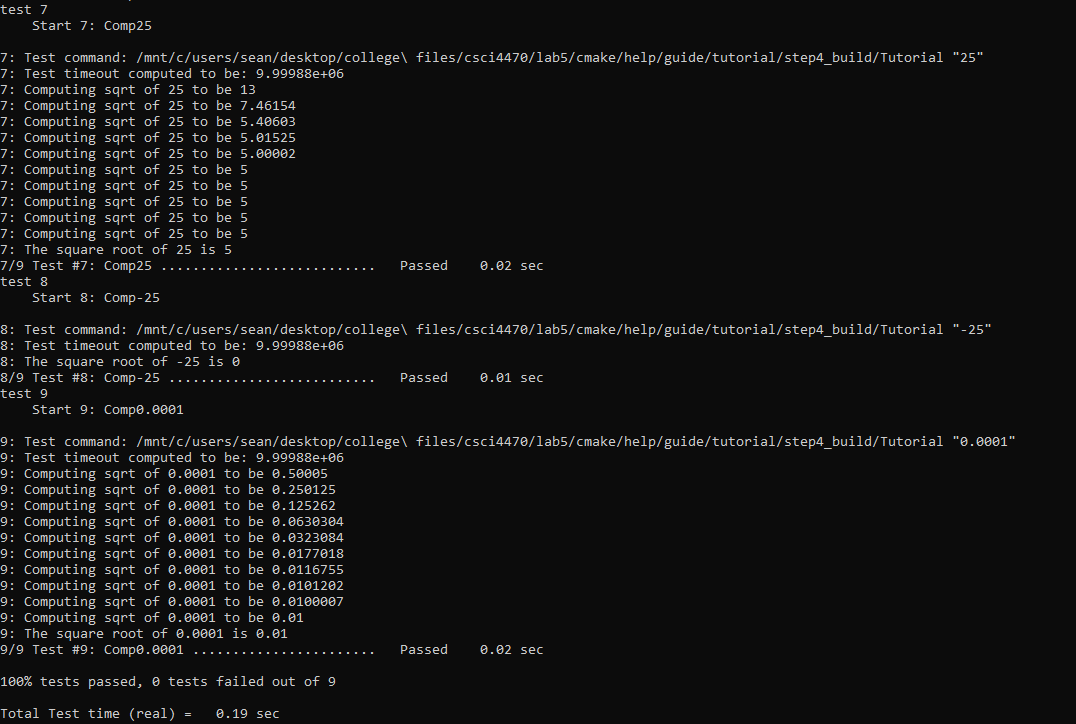 test 7
    Start 7: Comp25

7: Test command: /mnt/c/users/sean/desktop/college\ files/csci4470/lab5/cmake/help/guide/tutorial/step4_build/Tutorial "25"
7: Test timeout computed to be: 9.99988e+06
7: Computing sqrt of 25 to be 13
7: Computing sqrt of 25 to be 7.46154
7: Computing sqrt of 25 to be 5.40603
7: Computing sqrt of 25 to be 5.01525
7: Computing sqrt of 25 to be 5.00002
7: Computing sqrt of 25 to be 5
7: Computing sqrt of 25 to be 5
7: Computing sqrt of 25 to be 5
7: Computing sqrt of 25 to be 5
7: Computing sqrt of 25 to be 5
7: The square root of 25 is 5
7/9 Test #7: Comp25 ...........................   Passed    0.02 sec
test 8
    Start 8: Comp-25

8: Test command: /mnt/c/users/sean/desktop/college\ files/csci4470/lab5/cmake/help/guide/tutorial/step4_build/Tutorial "-25"
8: Test timeout computed to be: 9.99988e+06
8: The square root of -25 is 0
8/9 Test #8: Comp-25 ..........................   Passed    0.01 sec
test 9
    Start 9: Comp0.0001

9: Test command: /mnt/c/users/sean/desktop/college\ files/csci4470/lab5/cmake/help/guide/tutorial/step4_build/Tutorial "0.0001"
9: Test timeout computed to be: 9.99988e+06
9: Computing sqrt of 0.0001 to be 0.50005
9: Computing sqrt of 0.0001 to be 0.250125
9: Computing sqrt of 0.0001 to be 0.125262
9: Computing sqrt of 0.0001 to be 0.0630304
9: Computing sqrt of 0.0001 to be 0.0323084
9: Computing sqrt of 0.0001 to be 0.0177018
9: Computing sqrt of 0.0001 to be 0.0116755
9: Computing sqrt of 0.0001 to be 0.0101202
9: Computing sqrt of 0.0001 to be 0.0100007
9: Computing sqrt of 0.0001 to be 0.01
9: The square root of 0.0001 is 0.01
9/9 Test #9: Comp0.0001 .......................   Passed    0.02 sec

100% tests passed, 0 tests failed out of 9

Total Test time (real) =   0.19 sec